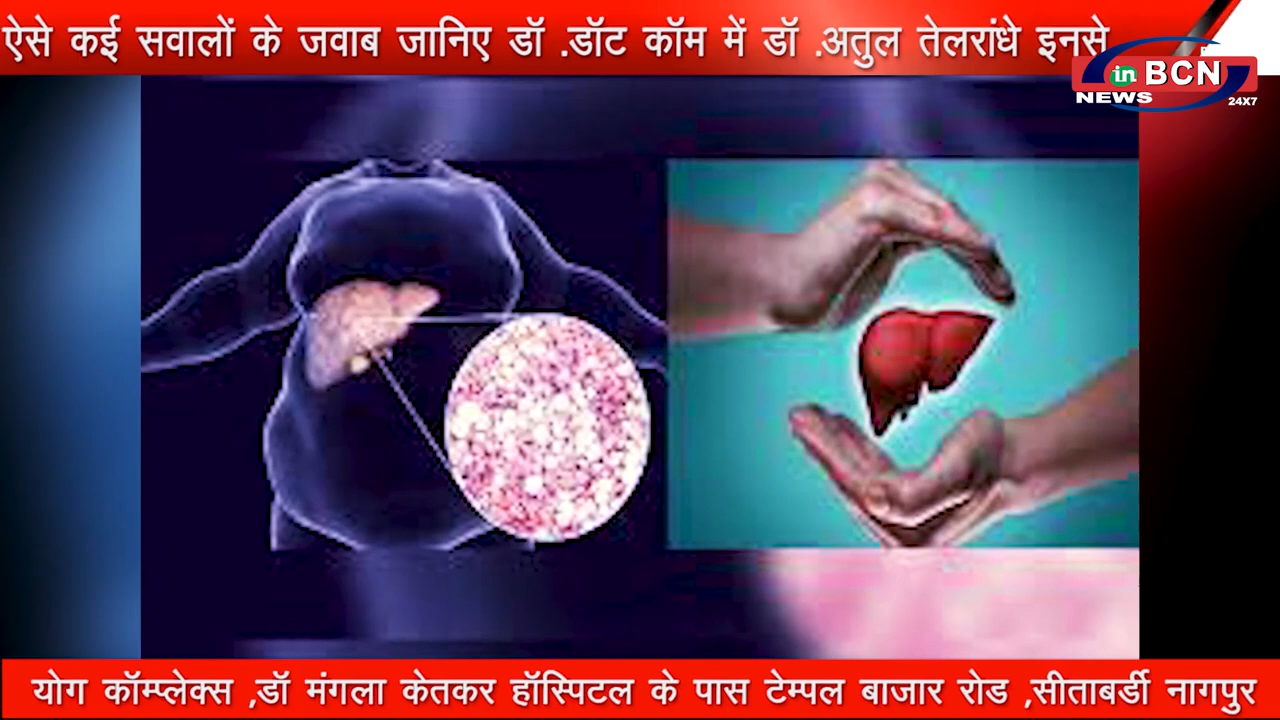 ऐसे कई सवालों के जवाब जानिए डॉ .डॉट कॉम में डॉ .अतुल तेलरांधे इनसे
in BCN
NEWS
24X7
योग कॉम्प्लेक्स ,डॉ मंगला केतकर हॉस्पिटल के पास टेम्पल बाजार रोड ,सीताबर्डी नागपुर